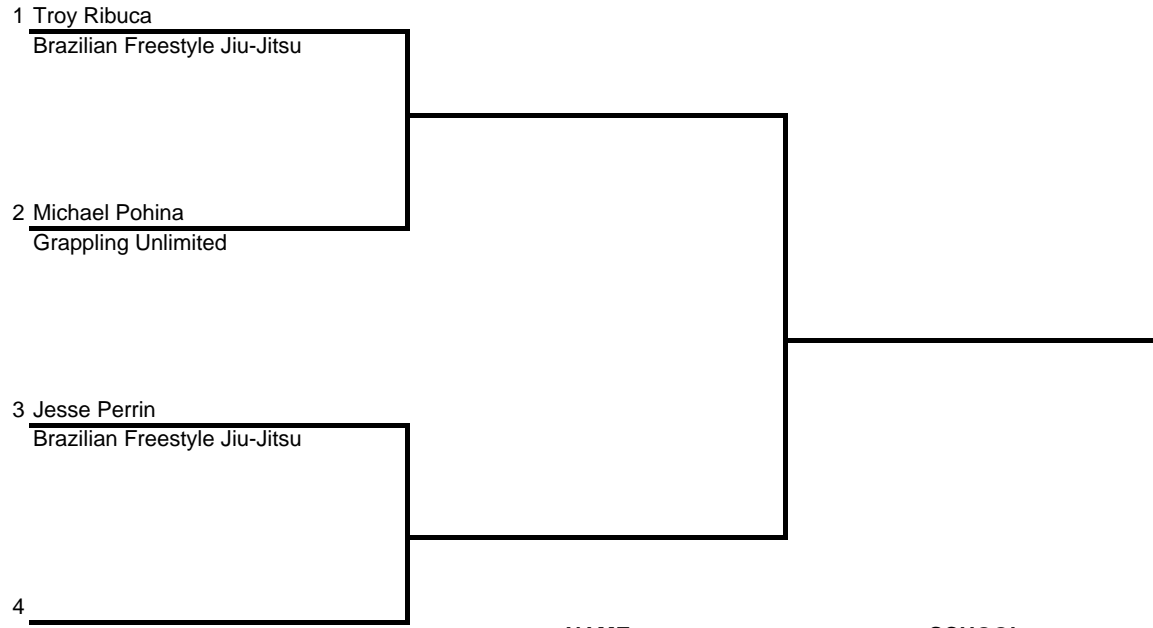 1 Troy Ribuca
Brazilian Freestyle Jiu-Jitsu
2 Michael Pohina
Grappling Unlimited
3 Jesse Perrin
Brazilian Freestyle Jiu-Jitsu
4